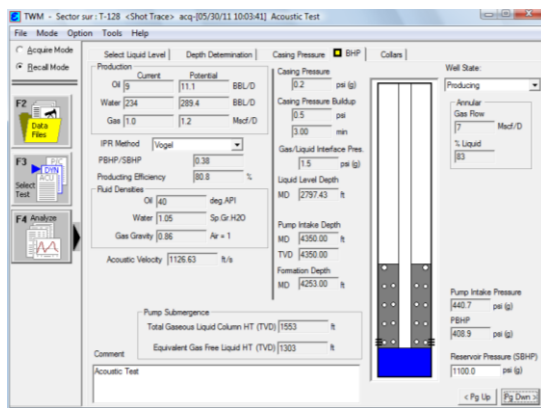 TWM - Sector sur : T-128 <Shot Trace> acq-[05/30/11 10:03:41] Acoustic Test
File Mode Option Tools Help
Acquire Mode
Recall Mode
F2
Data
Files
F3
Select
Test
F4 Analyze
Select Liquid Level
Depth Determination
Casing Pressure
BHP
Collars
Production
Current Potential
Oil 9 11.1 BBL/D
Water 234 289.4 BBL/D
Gas 1.0 1.2 Mscf/D
IPR Method Vogel
PBHP/SBHP 0.38
Producing Efficiency 80.8 %
Fluid Densities
Oil 40 deg.API
Water 1.05 Sp.Gr.H2O
Gas Gravity 0.86 Air = 1
Acoustic Velocity 1126.63 ft/s
Casing Pressure
0.2 psi (g)
Casing Pressure Buildup
0.5 psi
3.00 min
Gas/Liquid Interface Pres.
1.5 psi (g)
Liquid Level Depth
MD 2797.43 ft
Pump Intake Depth
MD 4350.00 ft
TVD 4350.00
Formation Depth
MD 4253.00 ft
Pump Submergence
Total Gaseous Liquid Column HT (TVD) 1553 ft
Equivalent Gas Free Liquid HT (TVD) 1303 ft
Comment
Acoustic Test
Well State:
Producing
Annular
Gas Flow
7 Mscf/D
% Liquid
83
Pump Intake Pressure
440.7 psi (g)
PBHP
408.9 psi (g)
Reservoir Pressure (SBHP)
1100.0 psi (g)
< Pg Up
Pg Dwn >